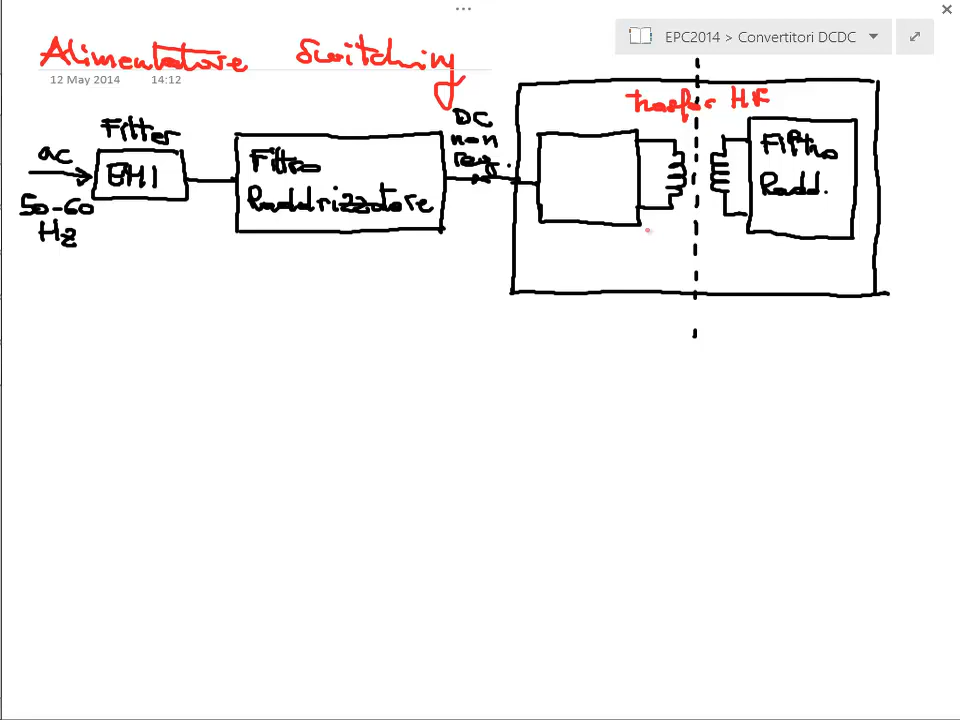 Alimentatore Switching
EPC2014 > Convertitori DCDC
12 May 2014 14:12
Trasfor HF
Filter
ac
EMI
50-60
Hz
Filtro
Raddrizzatore
DC
non
reg.
Filtro
Radd.